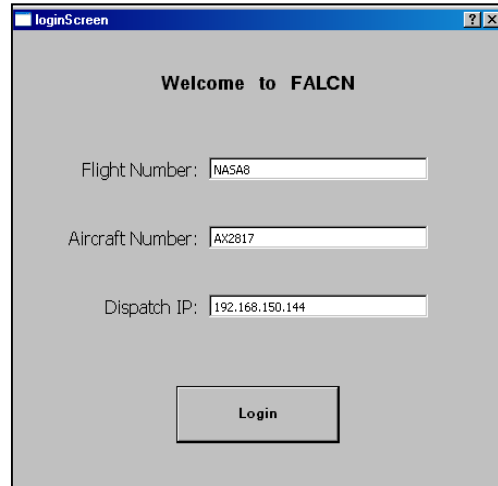 loginScreen
Welcome to FALCN
Flight Number: NASA8
Aircraft Number: AX2817
Dispatch IP: 192.168.150.144
Login